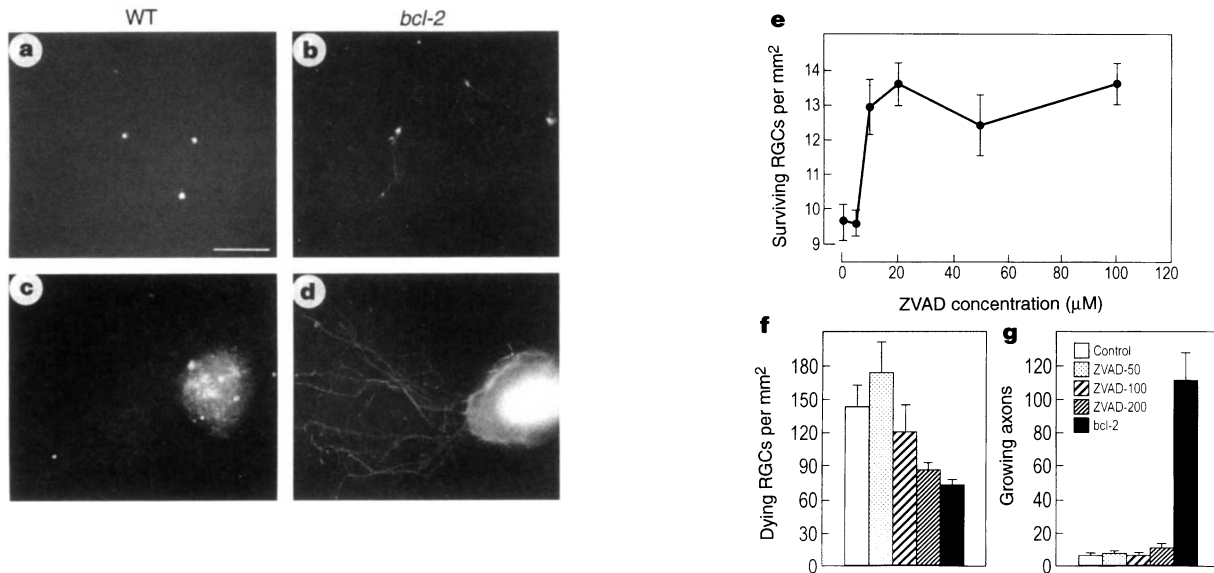 WT
bcl-2
a
b
c
d
e
Surviving RGCs per mm²
14
13
12
11
10
9
0 20 40 60 80 100 120
ZVAD concentration (μM)
f
Dying RGCs per mm²
180
150
120
90
60
30
0
g
Growing axons
120
100
80
60
40
20
0
Control
ZVAD-50
ZVAD-100
ZVAD-200
bcl-2